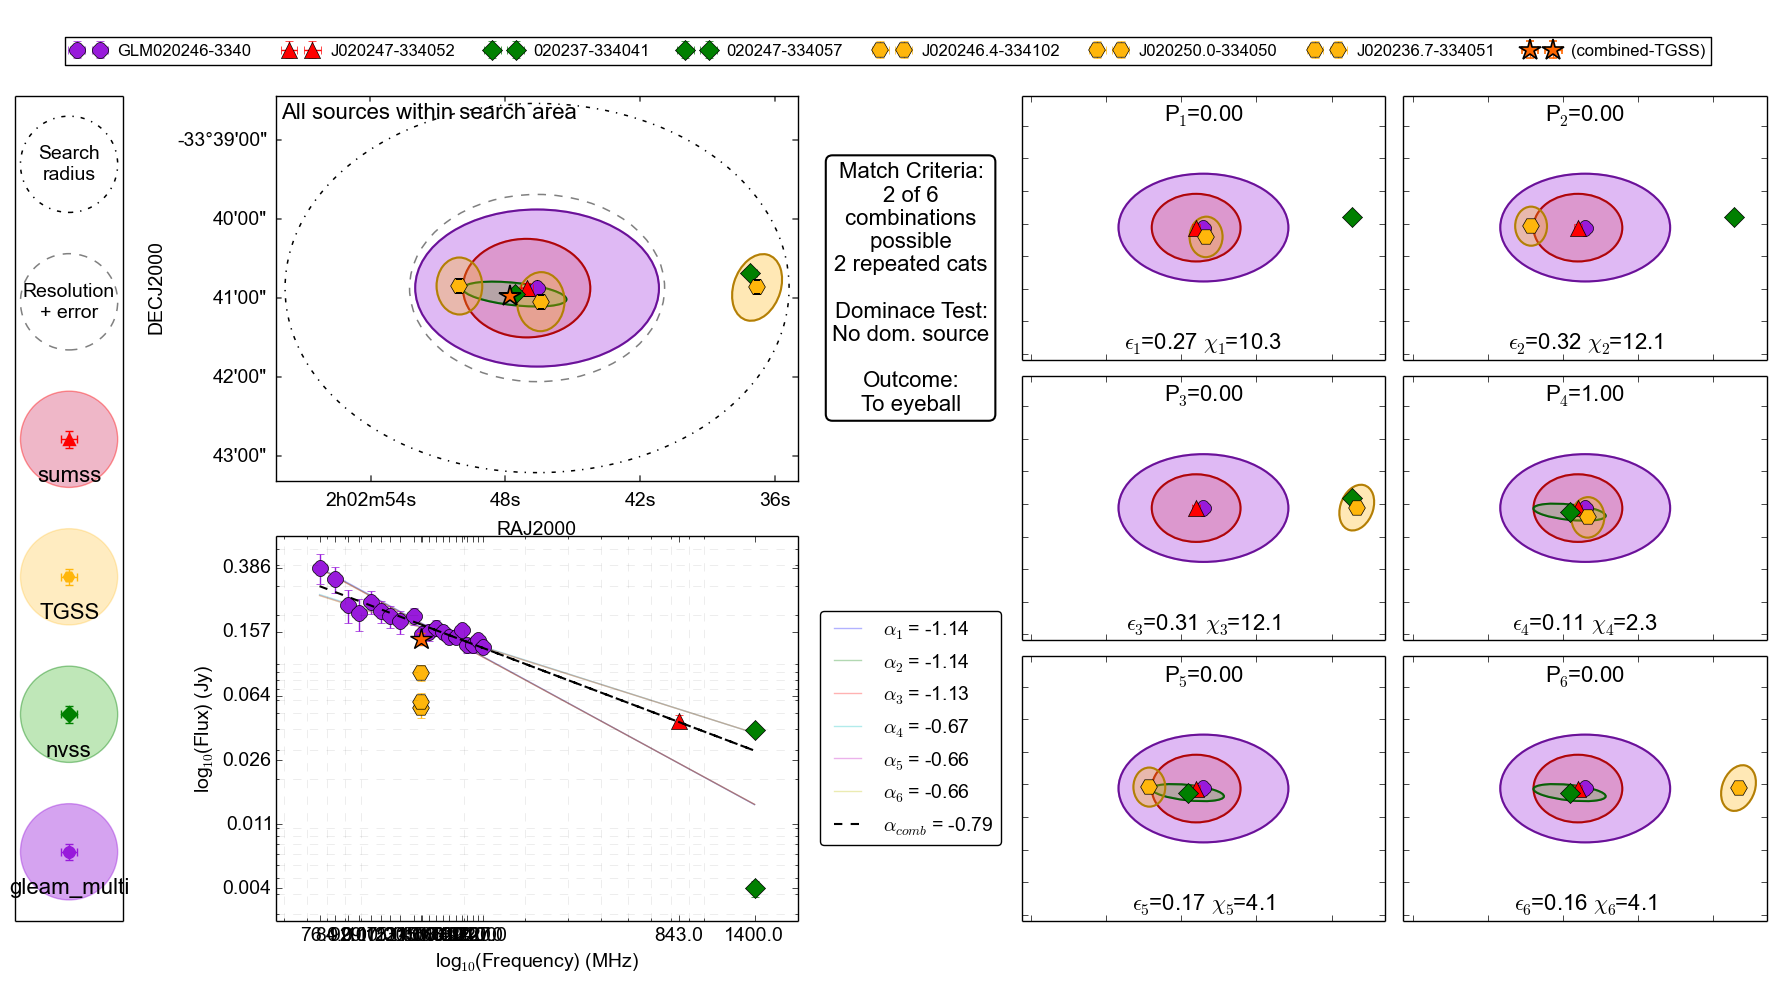 GLM020246-3340 J020247-334052 020237-334041 020247-334057 J020246.4-334102 J020250.0-334050 J020236.7-334051 (combined-TGSS)
Search
radius
Resolution
+ error
sumss
TGSS
nvss
gleam_multi
All sources within search area
DECJ2000
-33°39'00"
40'00"
41'00"
42'00"
43'00"
2h02m54s 48s 42s 36s
RAJ2000
log10(Flux) (Jy)
0.386
0.157
0.064
0.026
0.011
0.004
843.0 1400.0
log10(Frequency) (MHz)
Match Criteria:
2 of 6
combinations
possible
2 repeated cats
Dominace Test:
No dom. source
Outcome:
To eyeball
α1 = -1.14
α2 = -1.14
α3 = -1.13
α4 = -0.67
α5 = -0.66
α6 = -0.66
αcomb = -0.79
P1=0.00
ϵ1=0.27 χ1=10.3
P2=0.00
ϵ2=0.32 χ2=12.1
P3=0.00
ϵ3=0.31 χ3=12.1
P4=1.00
ϵ4=0.11 χ4=2.3
P5=0.00
ϵ5=0.17 χ5=4.1
P6=0.00
ϵ6=0.16 χ6=4.1